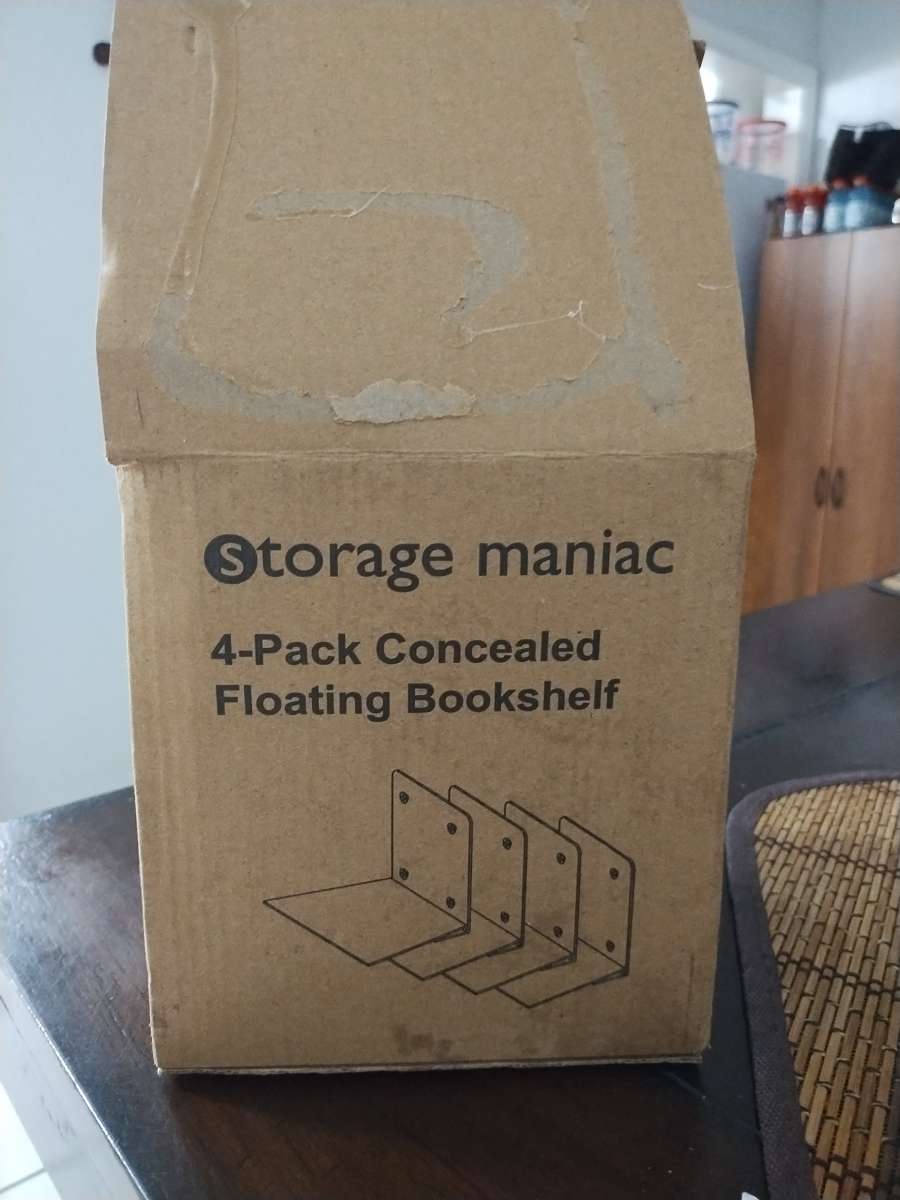 storage maniac
4-Pack Concealed
Floating Bookshelf